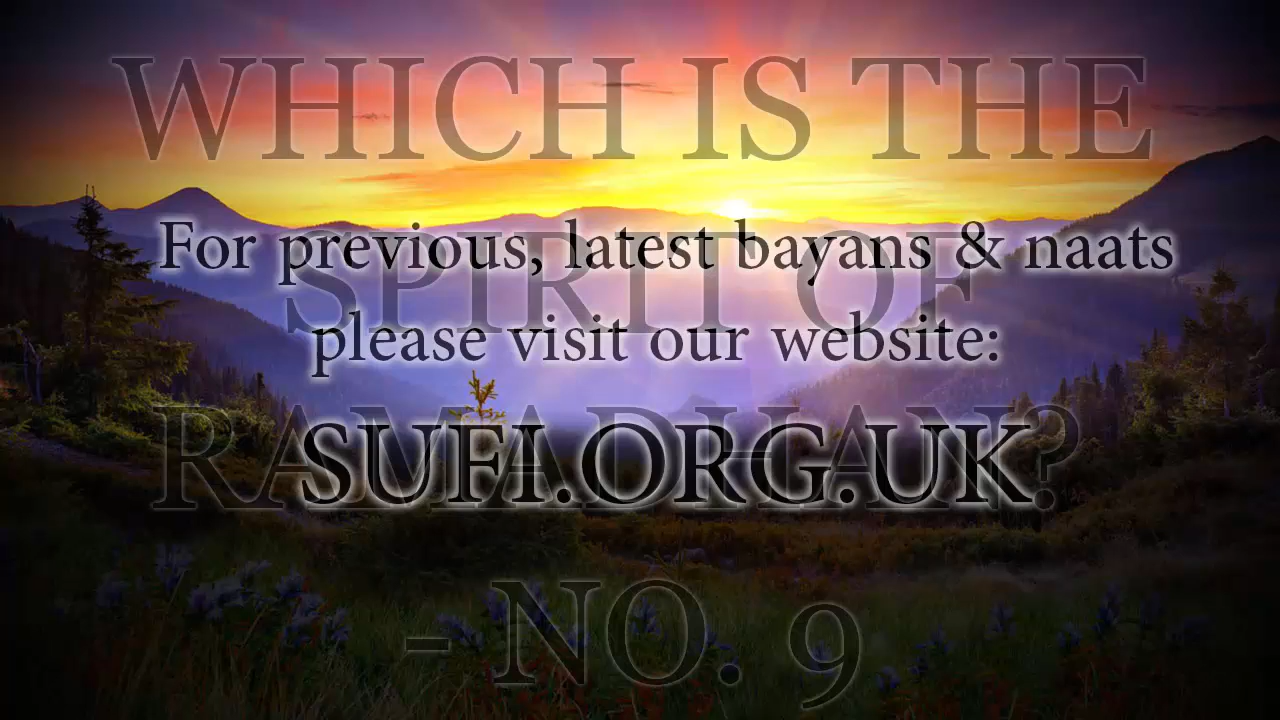 WHICH IS THE
For previous, latest bayans & naats
SPIRIT OF
please visit our website:
RAMADHAN?
SUFI.ORG.UK
- NO. 9